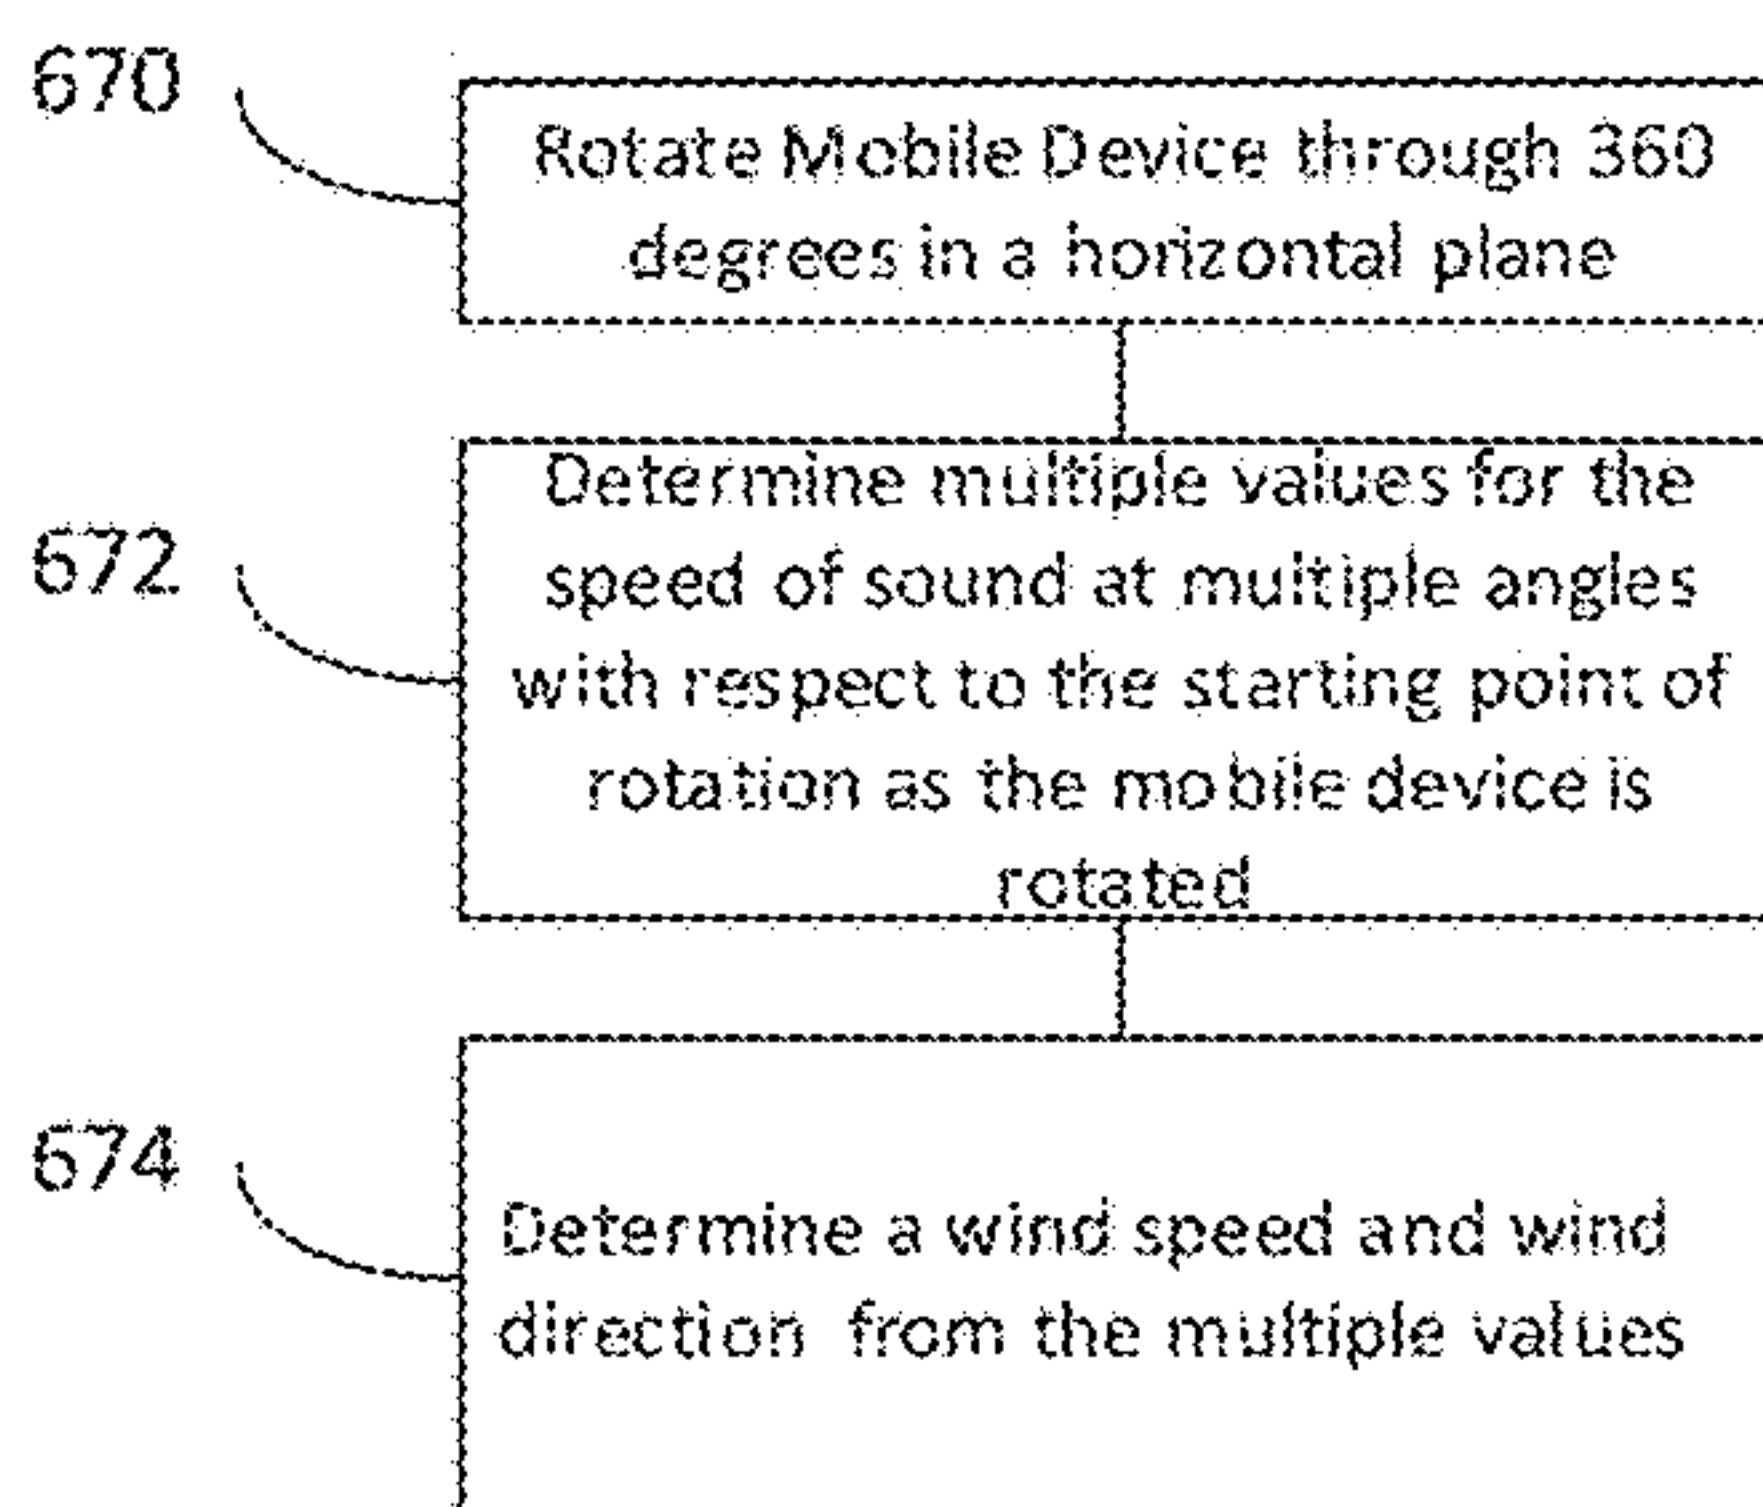 670
Rotate Mobile Device through 360
degrees in a horizontal plane
672
Determine multiple values for the
speed of sound at multiple angles
with respect to the starting point of
rotation as the mobile device is
rotated
674
Determine a wind speed and wind
direction from the multiple values